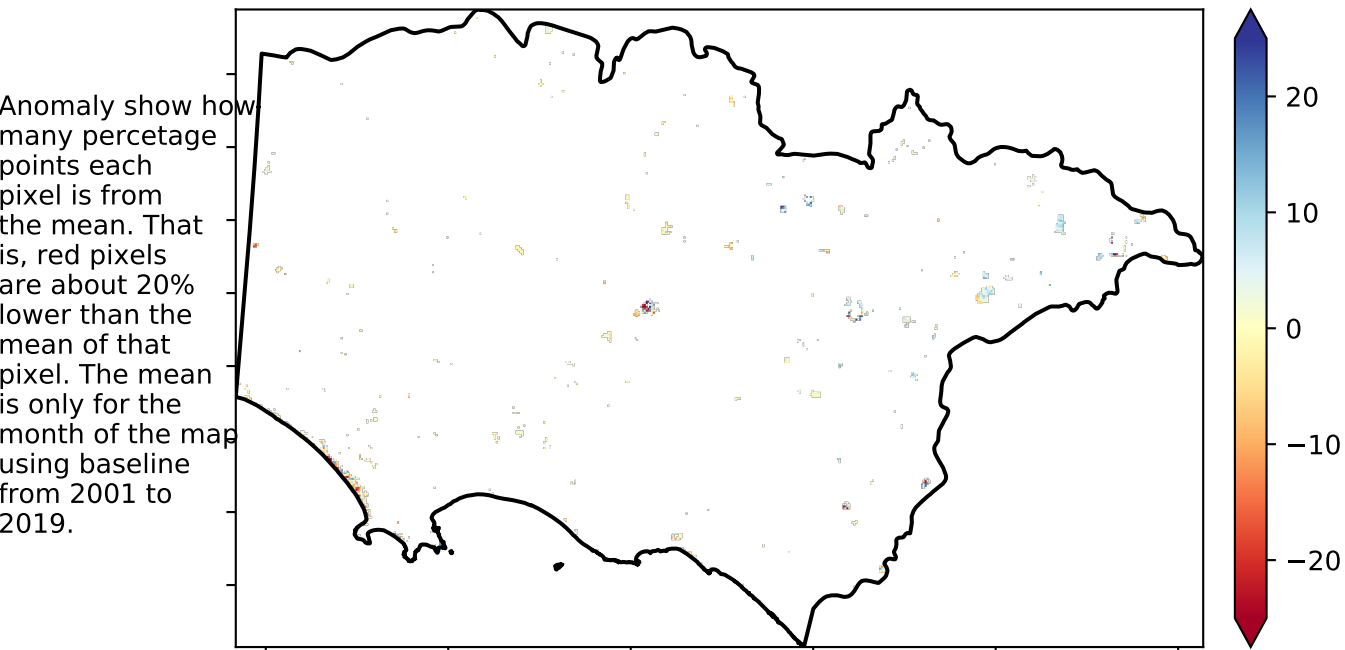 Anomaly show how
many percetage
points each
pixel is from
the mean. That
is, red pixels
are about 20%
lower than the
mean of that
pixel. The mean
is only for the
month of the map
using baseline
from 2001 to
2019.
20
10
0
−10
−20